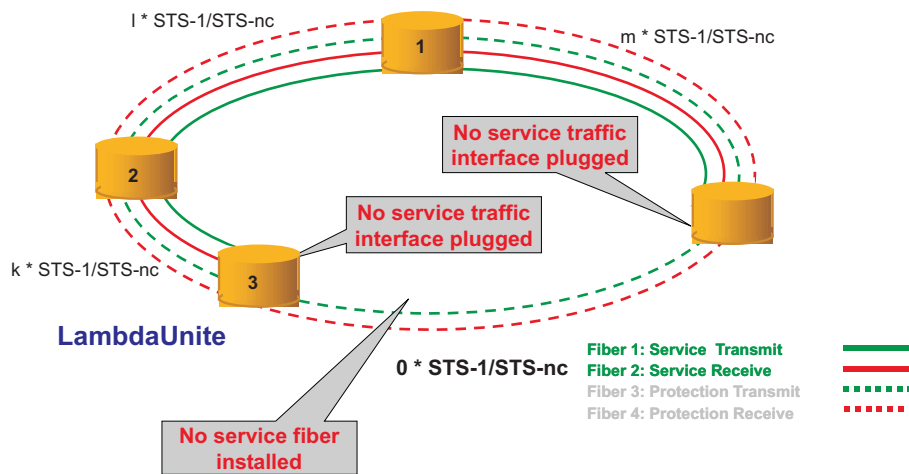 l * STS-1/STS-nc
1
m * STS-1/STS-nc
No service traffic
interface plugged
2
No service traffic
interface plugged
k * STS-1/STS-nc
3
LambdaUnite
0 * STS-1/STS-nc
Fiber 1: Service Transmit
Fiber 2: Service Receive
Fiber 3: Protection Transmit
Fiber 4: Protection Receive
No service fiber
installed